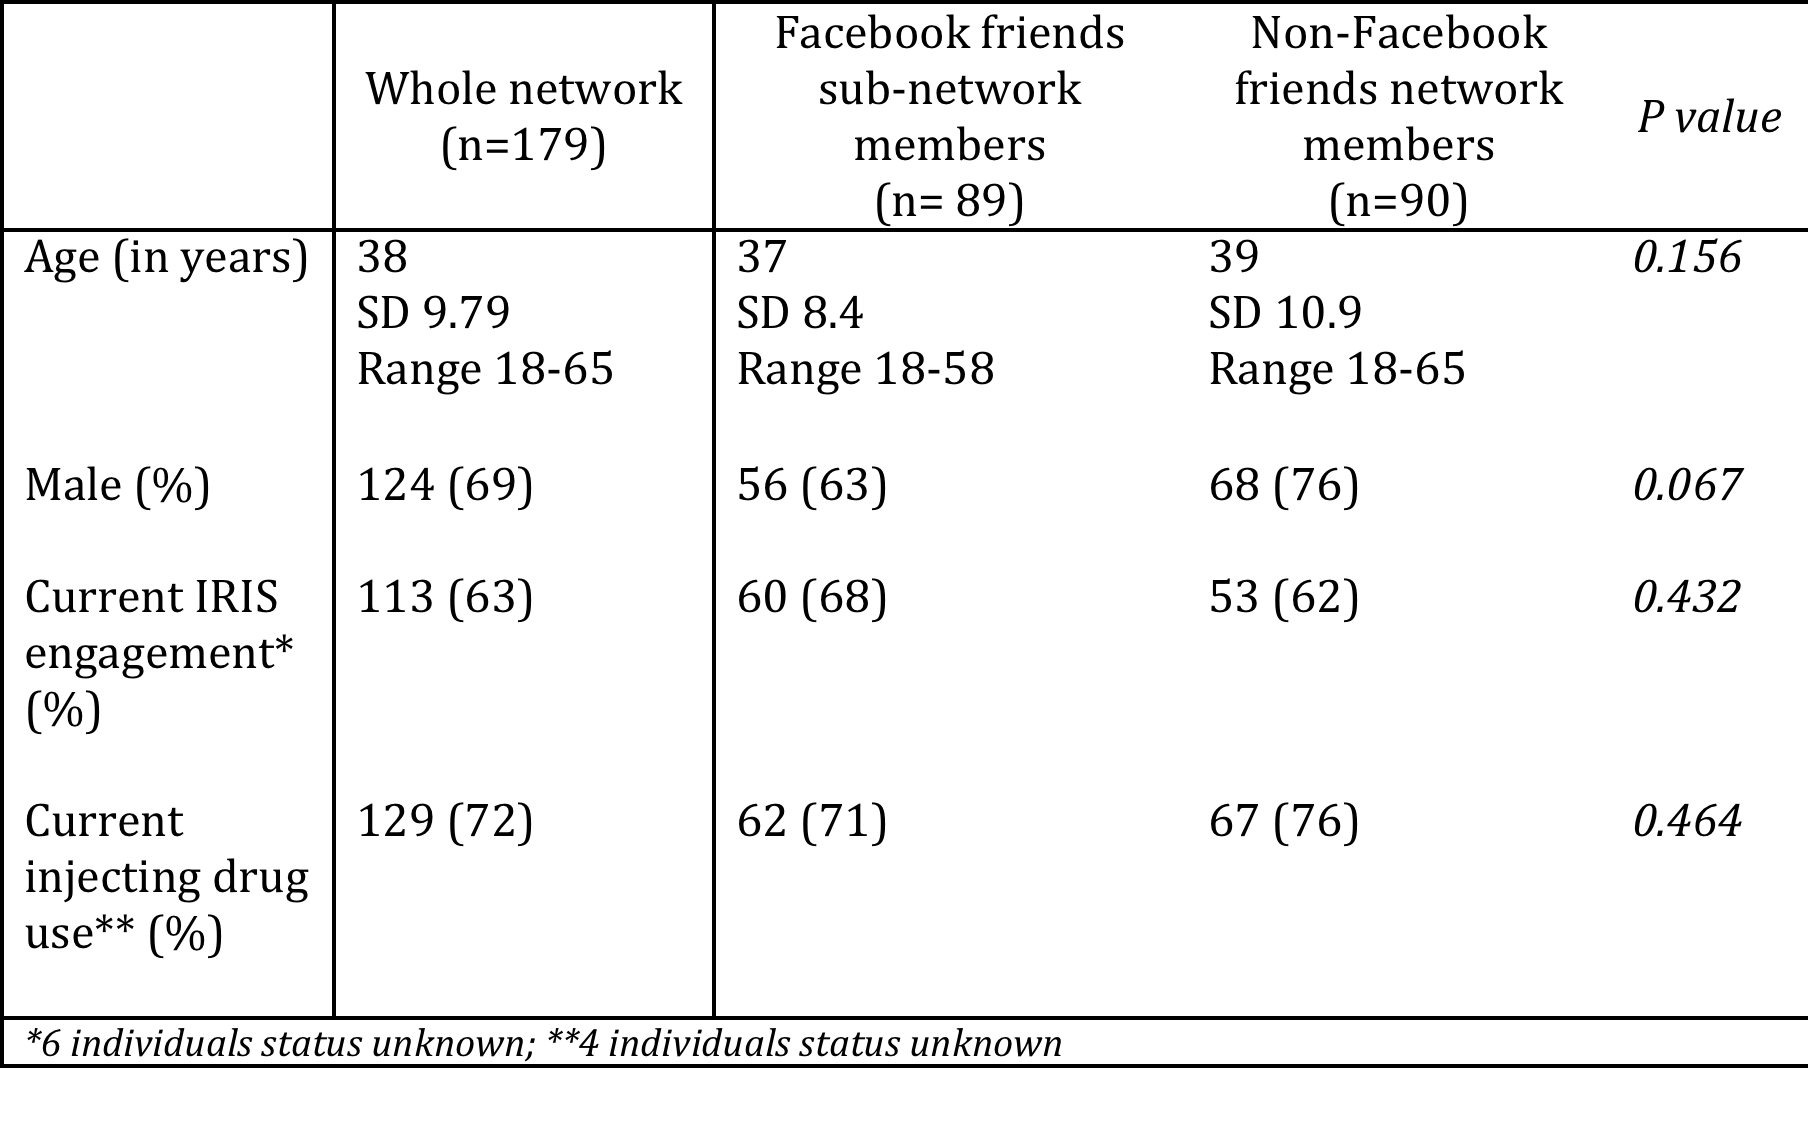 Whole network
(n=179)
Facebook friends
sub-network
members
(n= 89)
Non-Facebook
friends network
members
(n=90)
P value
Age (in years)
38
SD 9.79
Range 18-65
37
SD 8.4
Range 18-58
39
SD 10.9
Range 18-65
0.156
Male (%)
124 (69)
56 (63)
68 (76)
0.067
Current IRIS
engagement*
(%)
113 (63)
60 (68)
53 (62)
0.432
Current
injecting drug
use** (%)
129 (72)
62 (71)
67 (76)
0.464
*6 individuals status unknown; **4 individuals status unknown